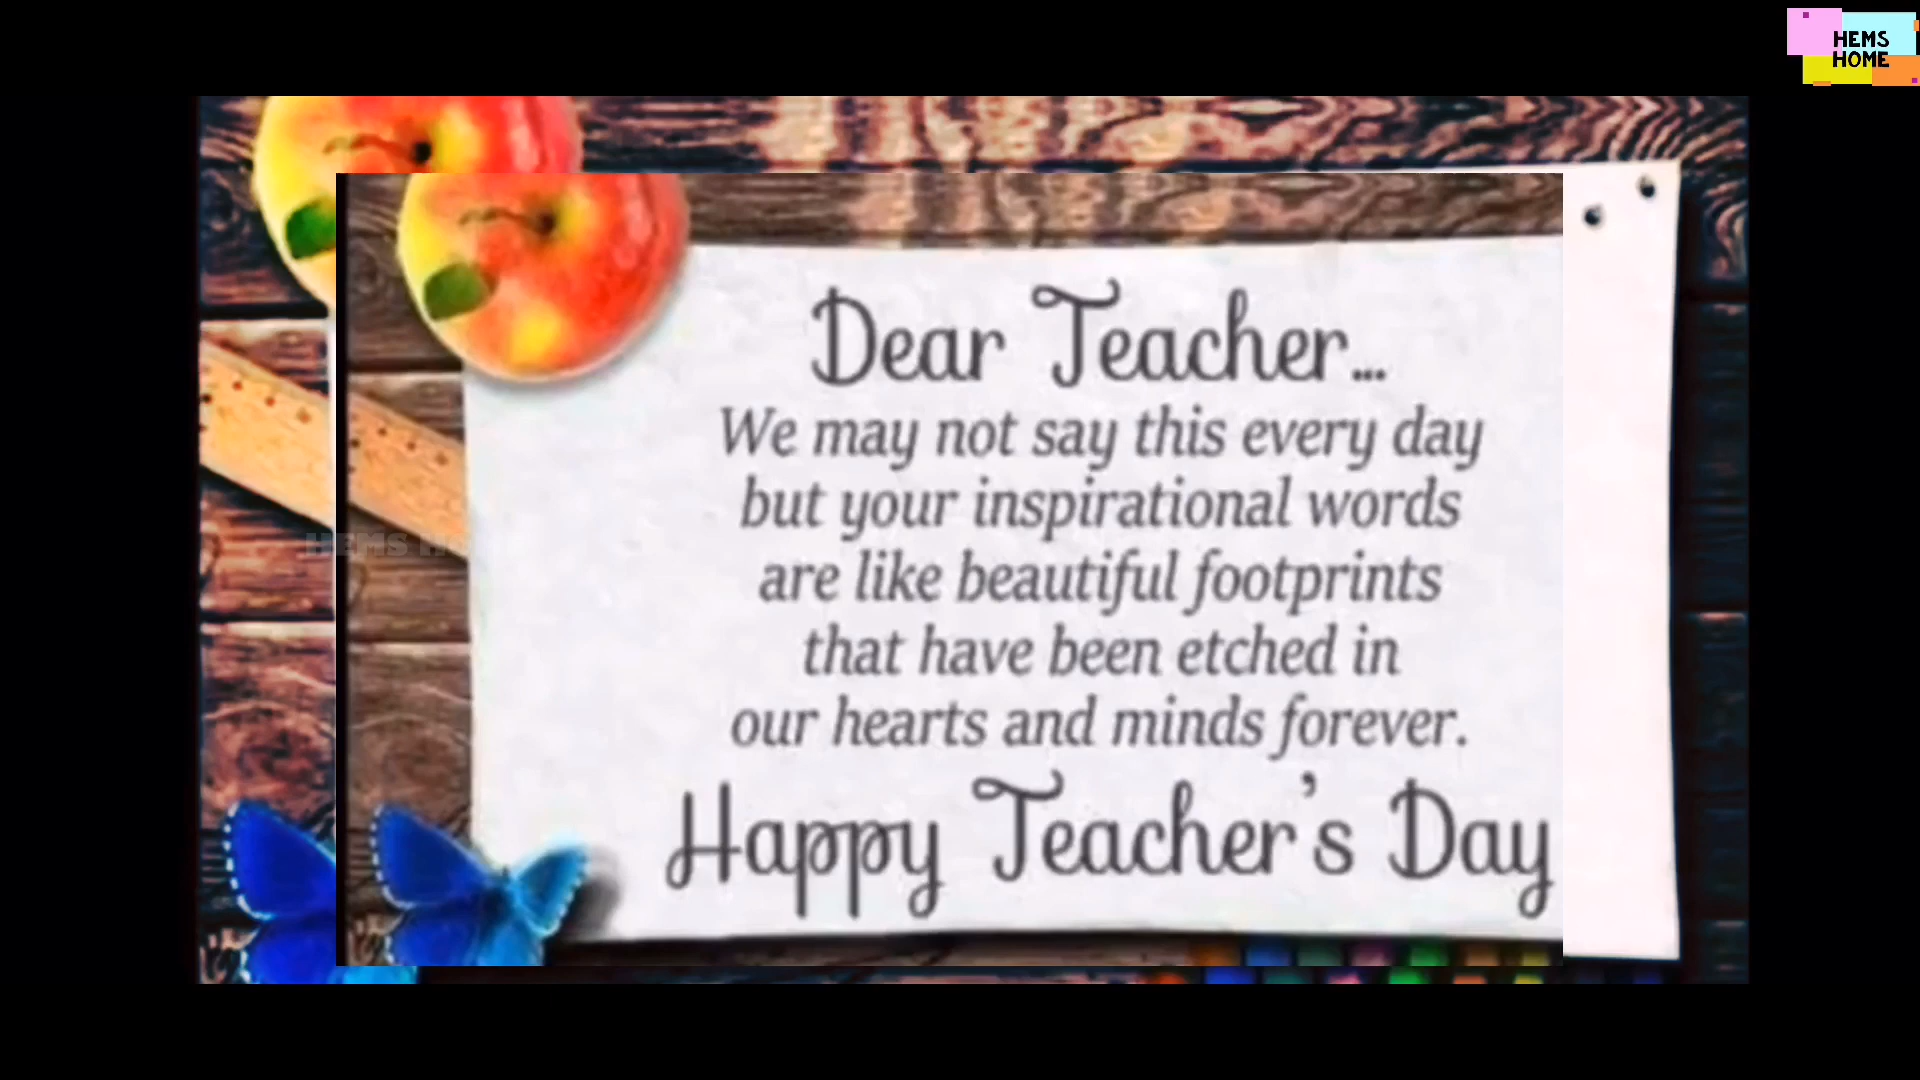 HEMS
HOME
Dear Teacher...
We may not say this every day
but your inspirational words
are like beautiful footprints
that have been etched in
our hearts and minds forever.
Happy Teacher's Day
HEMS